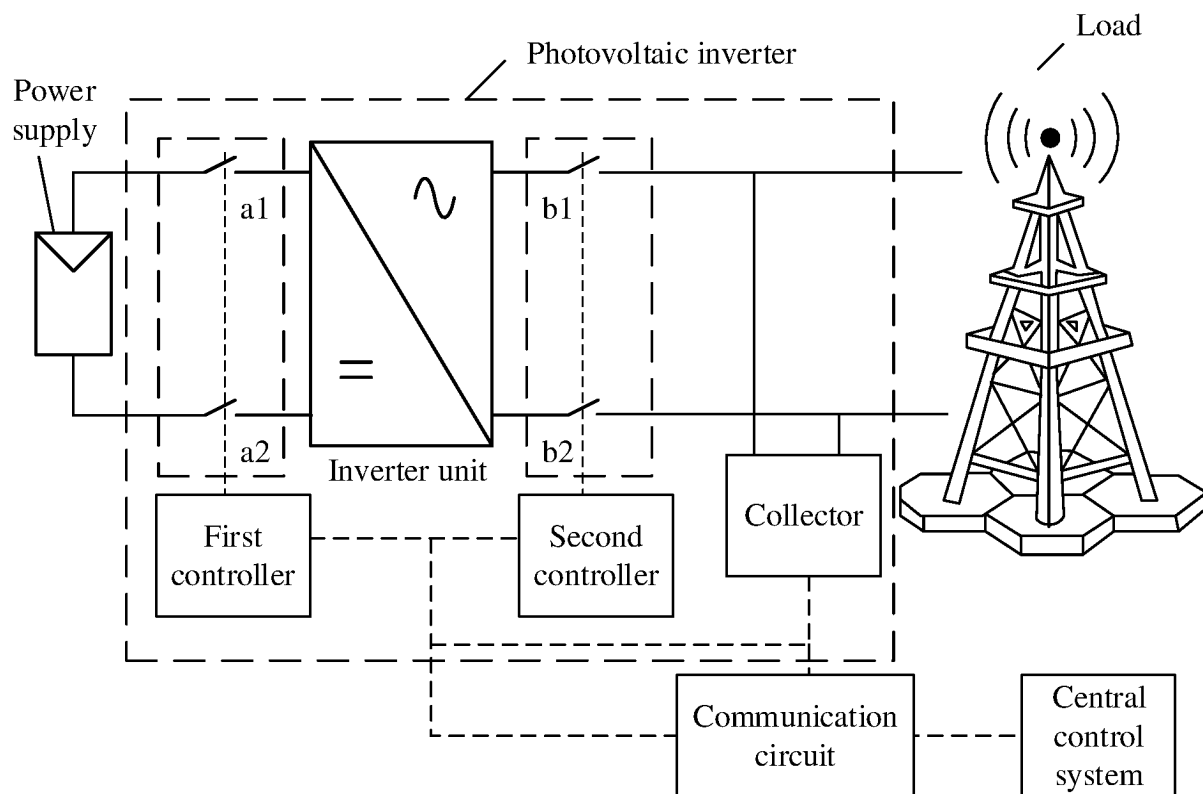 Load
Photovoltaic inverter
Power
supply
a1
b1
a2
b2
Inverter unit
First
controller
Second
controller
Collector
Communication
circuit
Central
control
system